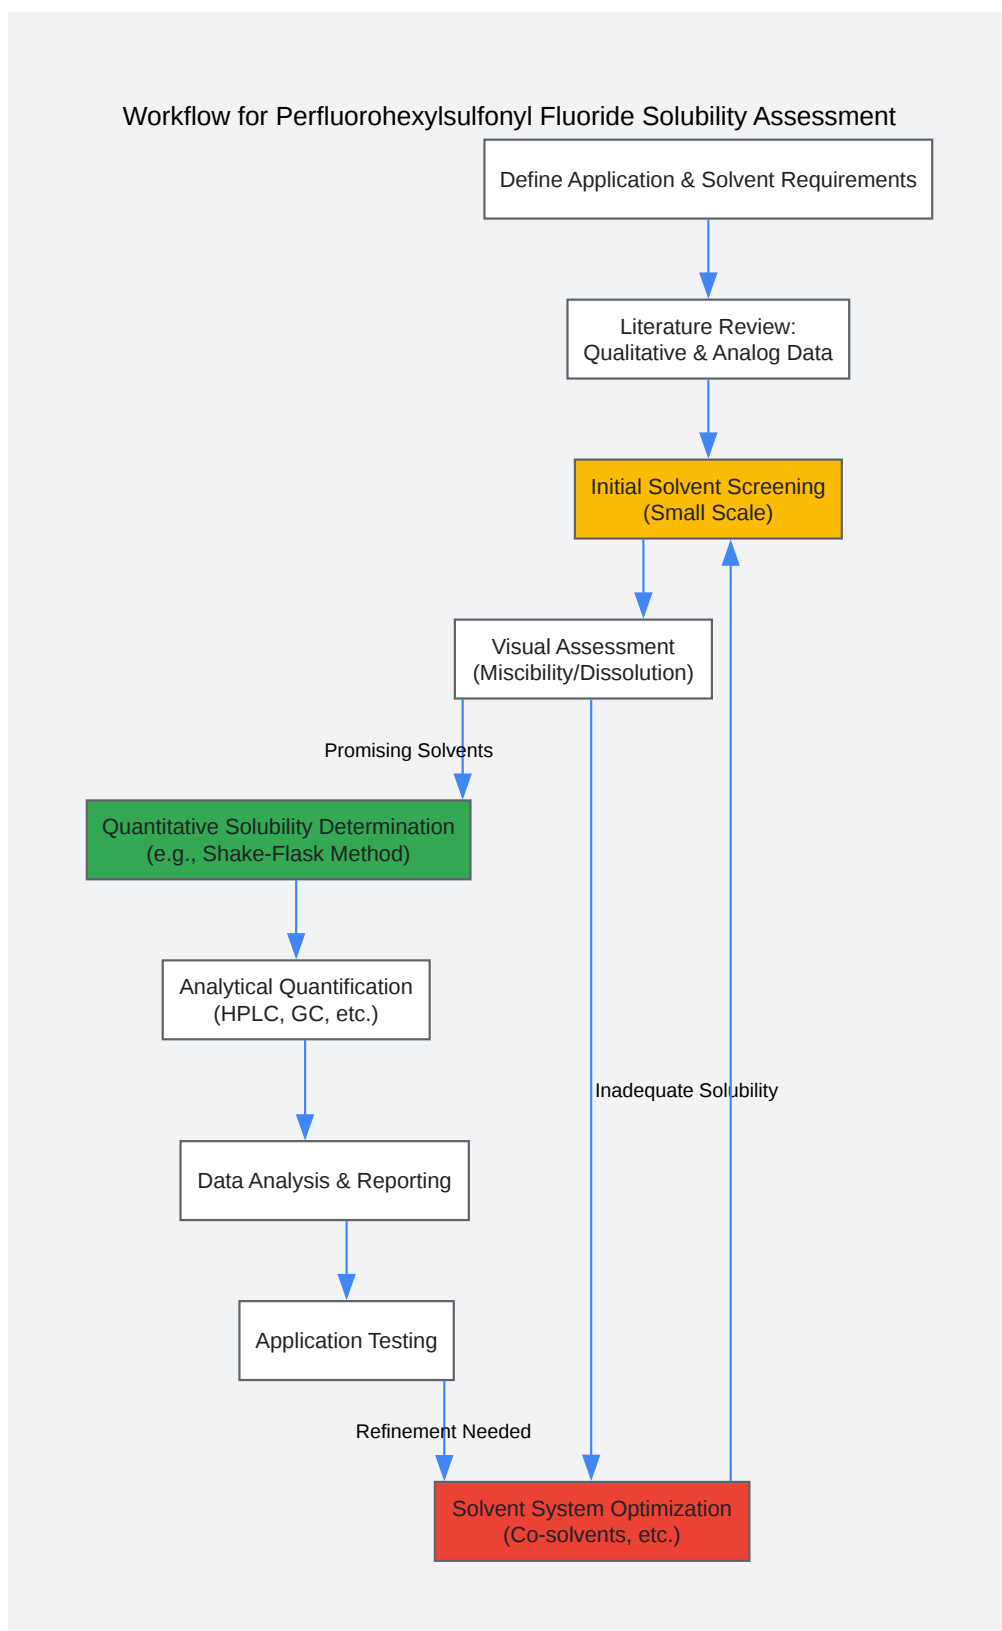 Workflow for Perfluorohexylsulfonyl Fluoride Solubility Assessment
Define Application & Solvent Requirements
Literature Review:
Qualitative & Analog Data
Initial Solvent Screening
(Small Scale)
Visual Assessment
(Miscibility/Dissolution)
Promising Solvents
Quantitative Solubility Determination
(e.g., Shake-Flask Method)
Analytical Quantification
(HPLC, GC, etc.)
Inadequate Solubility
Data Analysis & Reporting
Application Testing
Refinement Needed
Solvent System Optimization
(Co-solvents, etc.)